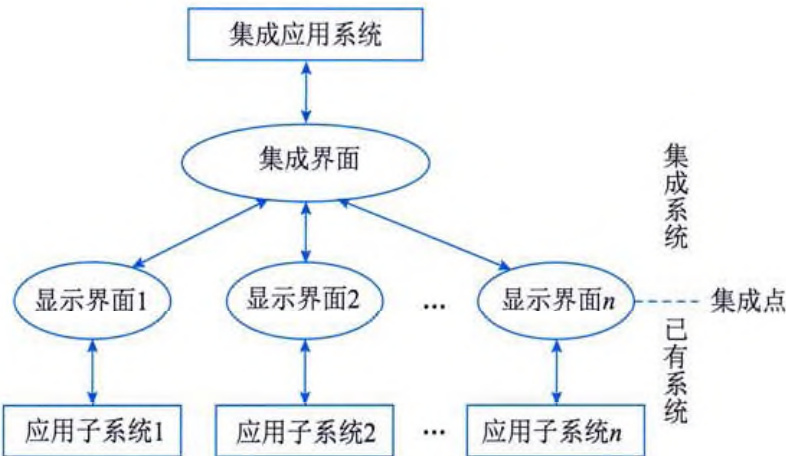 集成应用系统
集成界面
集成系统
显示界面1
显示界面2
...
显示界面n
集成点
已有系统
应用子系统1
应用子系统2
...
应用子系统n